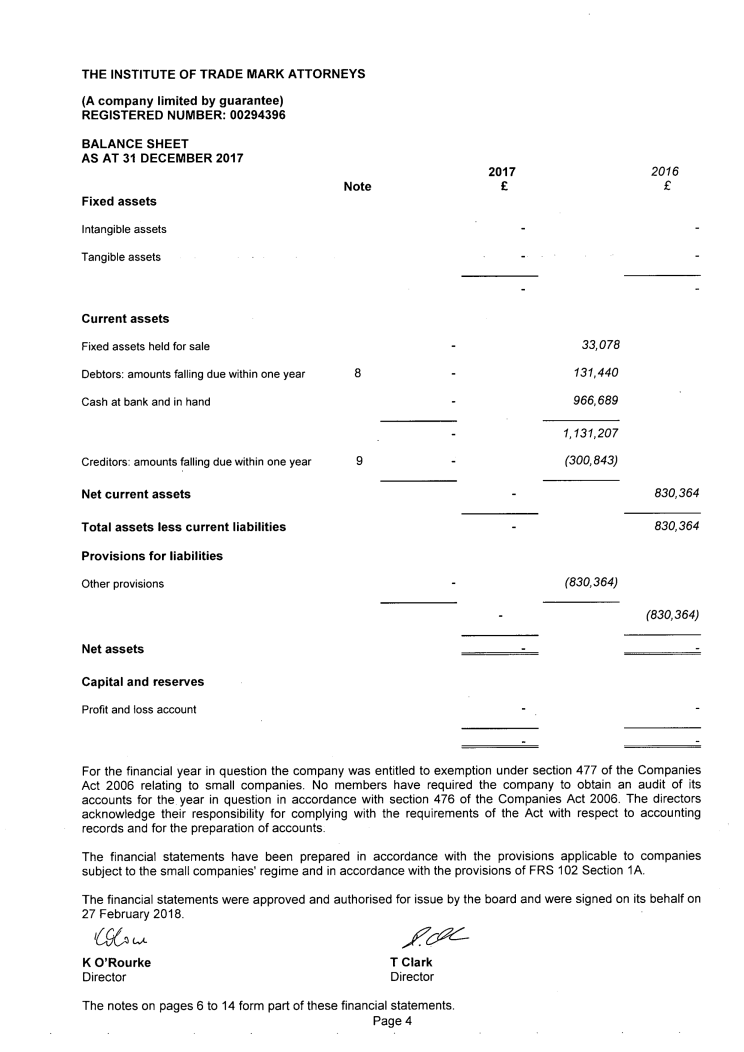 THE INSTITUTE OF TRADE MARK ATTORNEYS
(A company limited by guarantee)
REGISTERED NUMBER: 00294396
BALANCE SHEET
AS AT 31 DECEMBER 2017
2017 2016
Note £ £
Fixed assets
Intangible assets - -
Tangible assets - -
- -
Current assets
Fixed assets held for sale - 33,078
Debtors: amounts falling due within one year 8 - 131,440
Cash at bank and in hand - 966,689
- 1,131,207
Creditors: amounts falling due within one year 9 - (300,843)
Net current assets - 830,364
Total assets less current liabilities - 830,364
Provisions for liabilities
Other provisions - (830,364)
- (830,364)
Net assets - -
Capital and reserves
Profit and loss account - -
- -
For the financial year in question the company was entitled to exemption under section 477 of the Companies
Act 2006 relating to small companies. No members have required the company to obtain an audit of its
accounts for the year in question in accordance with section 476 of the Companies Act 2006. The directors
acknowledge their responsibility for complying with the requirements of the Act with respect to accounting
records and for the preparation of accounts.
The financial statements have been prepared in accordance with the provisions applicable to companies
subject to the small companies' regime and in accordance with the provisions of FRS 102 Section 1A.
The financial statements were approved and authorised for issue by the board and were signed on its behalf on
27 February 2018.
K O'Rourke T Clark
Director Director
The notes on pages 6 to 14 form part of these financial statements.
Page 4